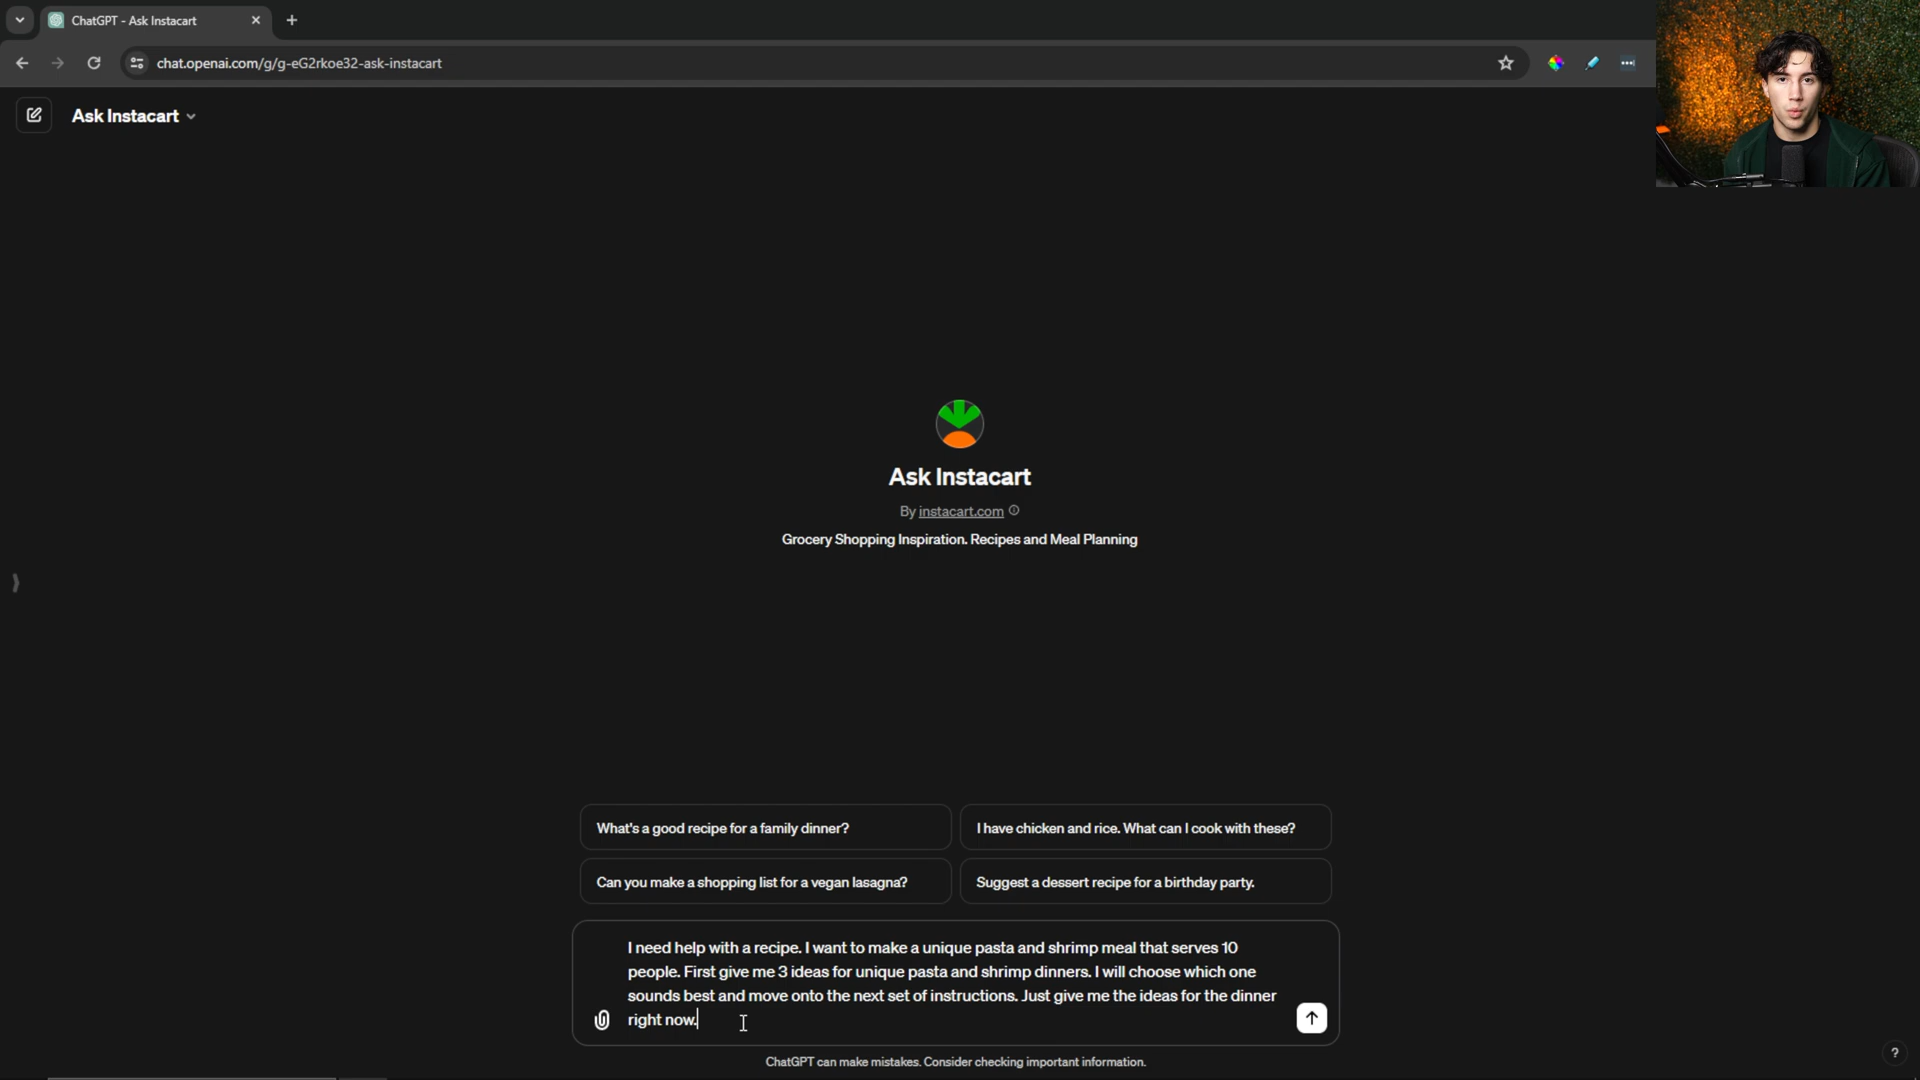 ChatGPT - Ask Instacart
chat.openai.com/g/g-eG2rkoe32-ask-instacart
Ask Instacart
Ask Instacart
By instacart.com
Grocery Shopping Inspiration. Recipes and Meal Planning
What's a good recipe for a family dinner?
I have chicken and rice. What can I cook with these?
Can you make a shopping list for a vegan lasagna?
Suggest a dessert recipe for a birthday party.
I need help with a recipe. I want to make a unique pasta and shrimp meal that serves 10
people. First give me 3 ideas for unique pasta and shrimp dinners. I will choose which one
sounds best and move onto the next set of instructions. Just give me the ideas for the dinner
right now.
ChatGPT can make mistakes. Consider checking important information.
?